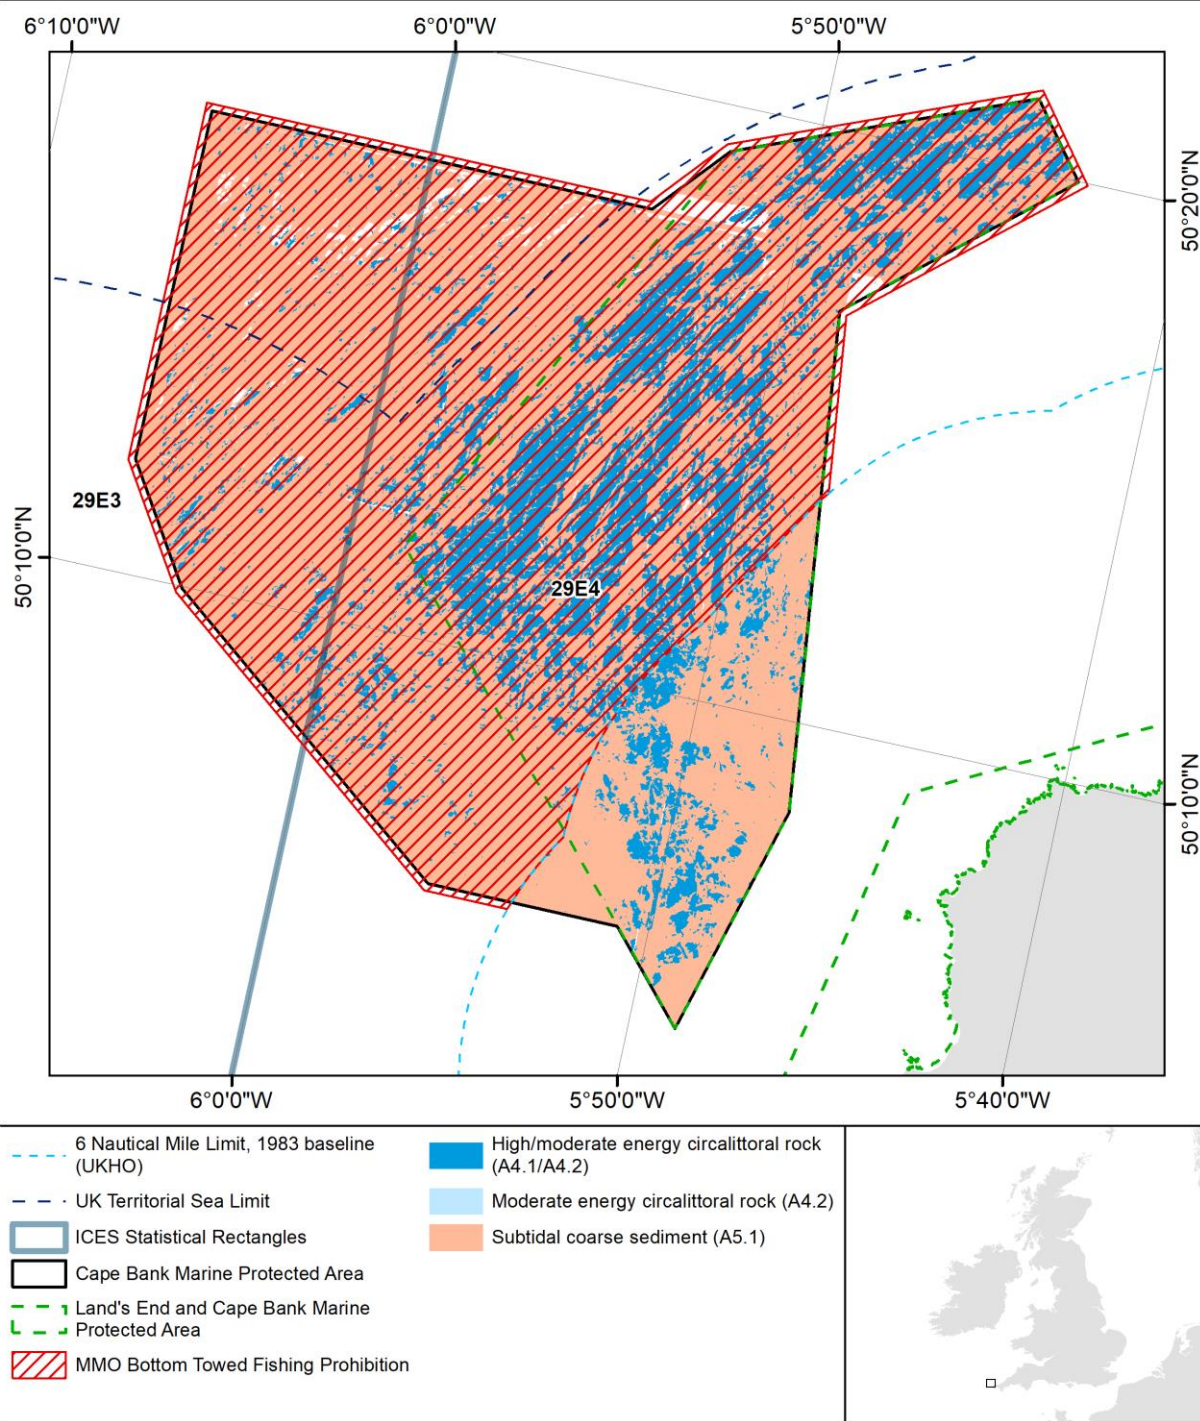 6°10'0"W
6°0'0"W
5°50'0"W
50°20'0"N
29E3
50°10'0"N
29E4
50°10'0"N
6°0'0"W
5°50'0"W
5°40'0"W
6 Nautical Mile Limit, 1983 baseline
(UKHO)
UK Territorial Sea Limit
ICES Statistical Rectangles
Cape Bank Marine Protected Area
Land's End and Cape Bank Marine
Protected Area
MMO Bottom Towed Fishing Prohibition
High/moderate energy circalittoral rock
(A4.1/A4.2)
Moderate energy circalittoral rock (A4.2)
Subtidal coarse sediment (A5.1)